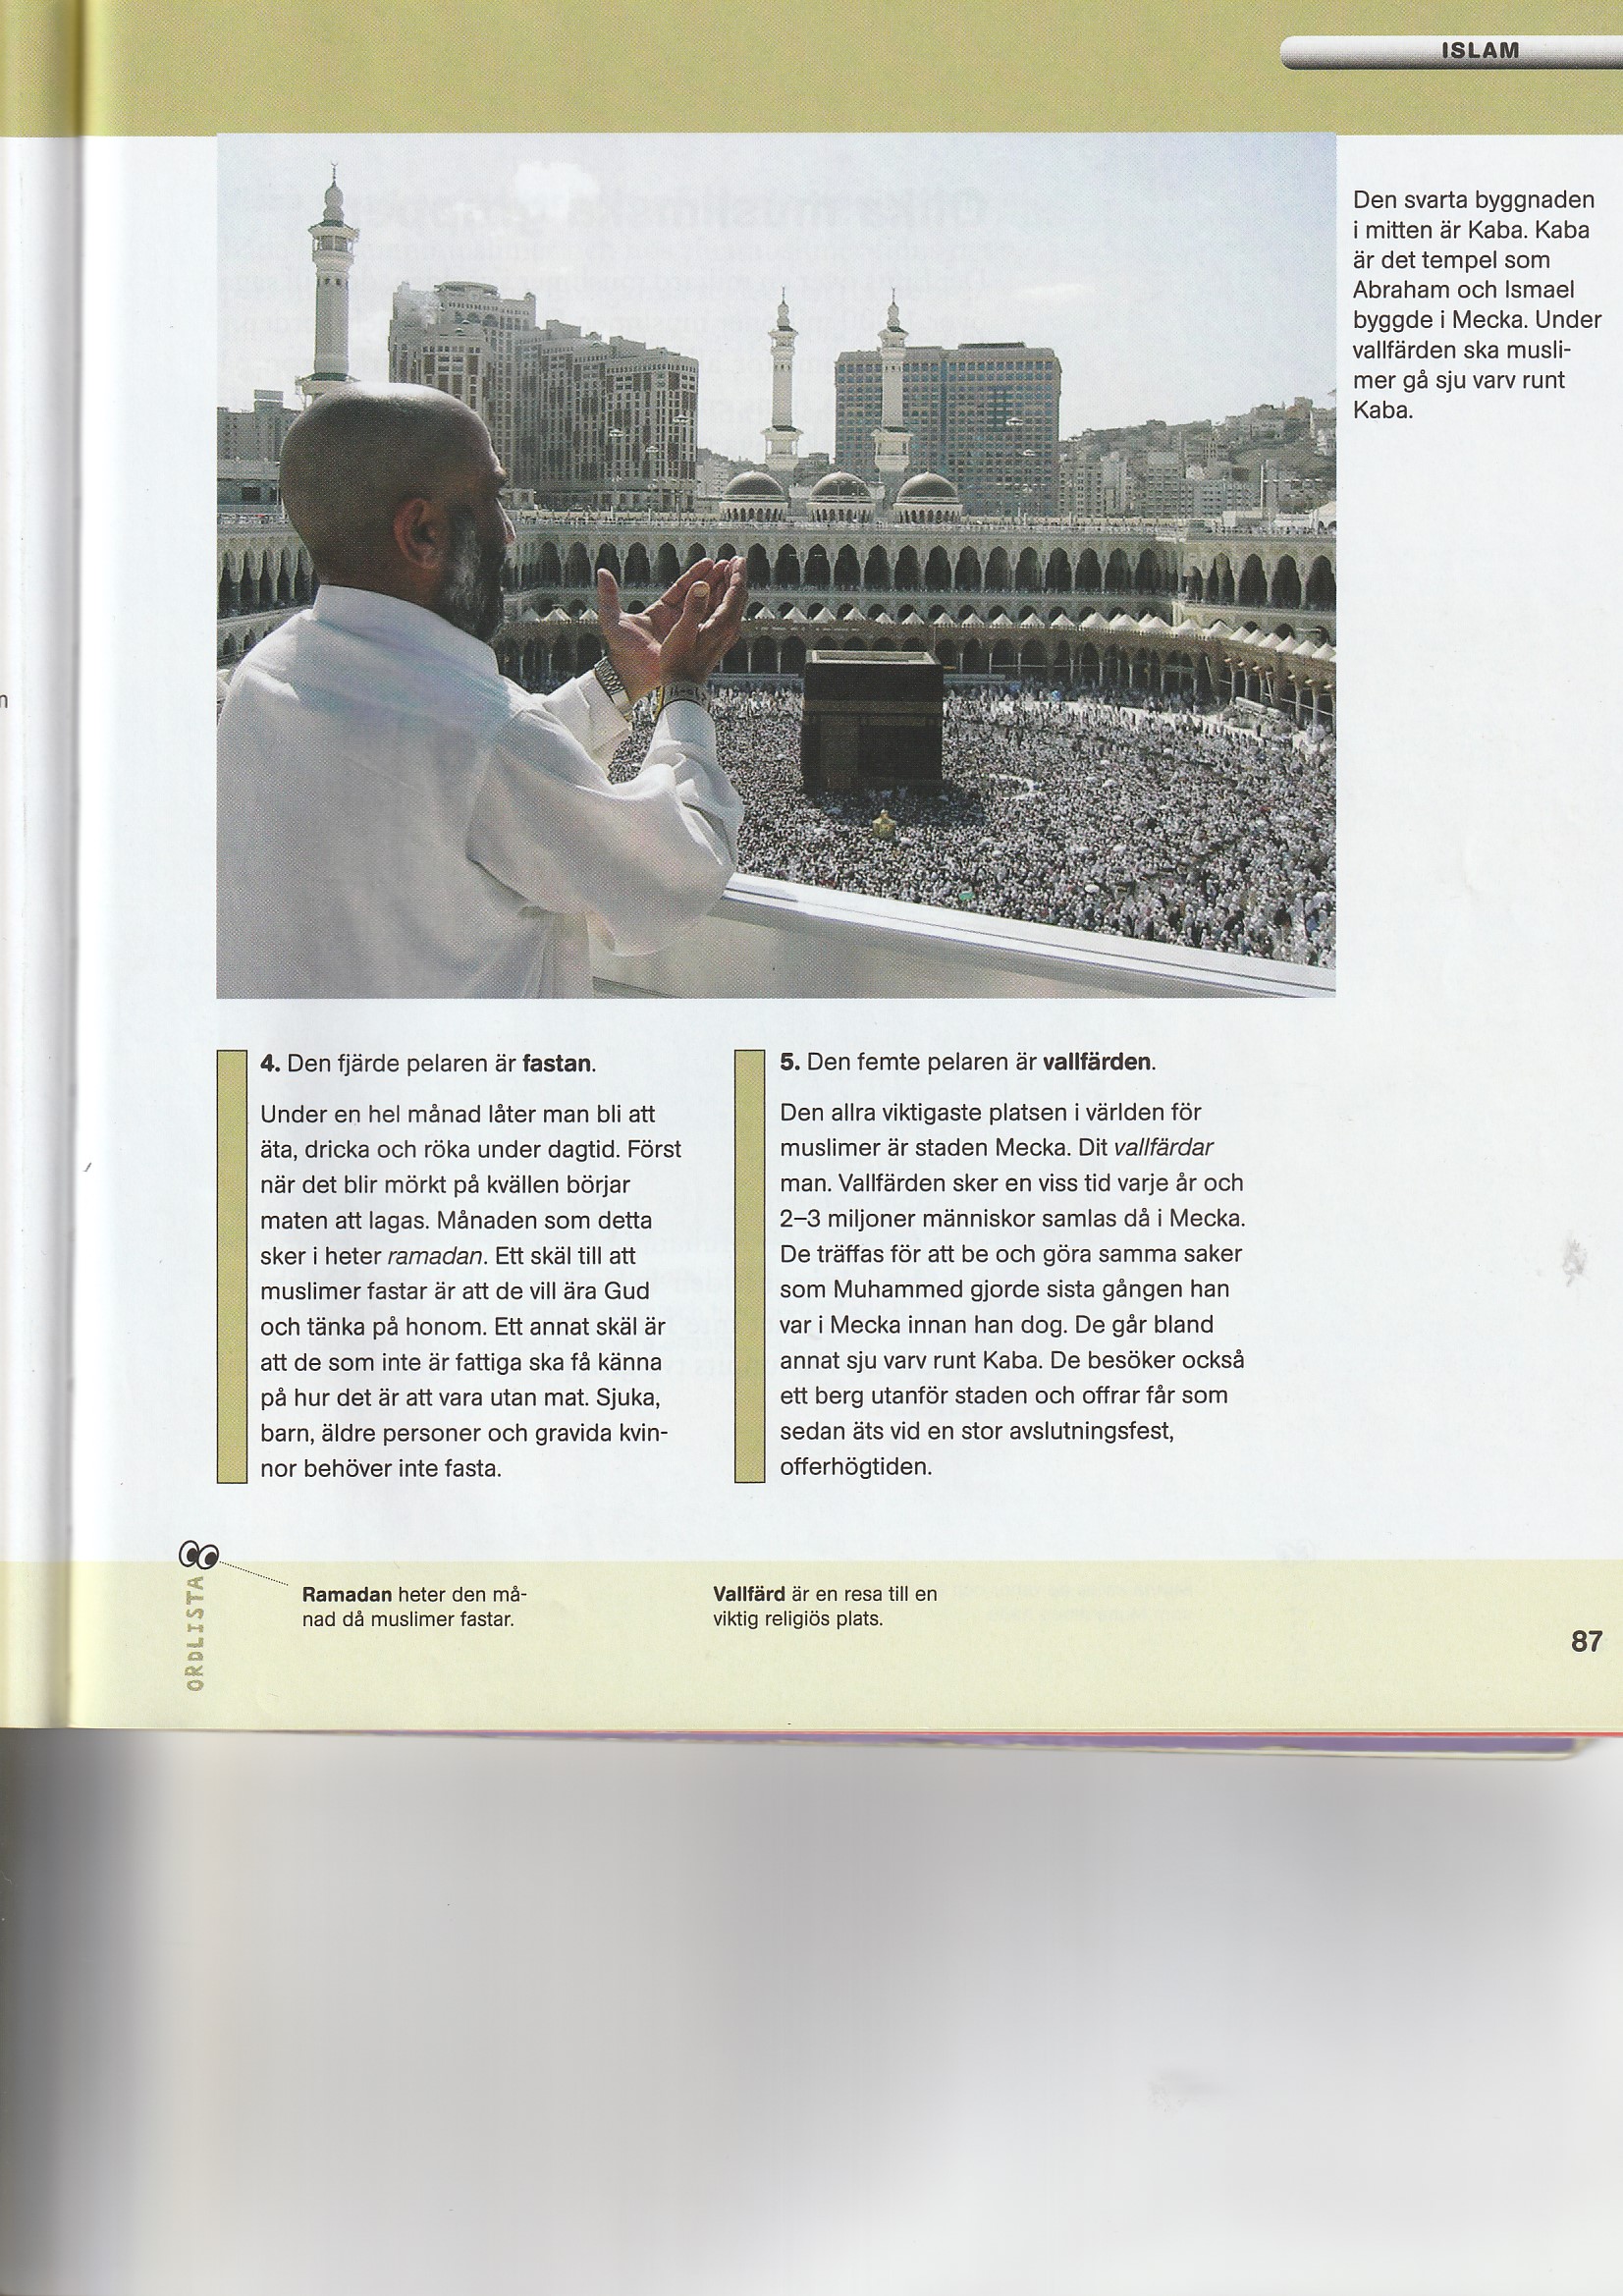 ISLAM
Den svarta byggnaden
i mitten är Kaba. Kaba
är det tempel som
Abraham och Ismael
byggde i Mecka. Under
vallfärden ska musli-
mer gå sju varv runt
Kaba.
4. Den fjärde pelaren är fastan.
Under en hel månad låter man bli att
äta, dricka och röka under dagtid. Först
när det blir mörkt på kvällen börjar
maten att lagas. Månaden som detta
sker i heter ramadan. Ett skäl till att
muslimer fastar är att de vill ära Gud
och tänka på honom. Ett annat skäl är
att de som inte är fattiga ska få känna
på hur det är att vara utan mat. Sjuka,
barn, äldre personer och gravida kvin-
nor behöver inte fasta.
5. Den femte pelaren är vallfärden.
Den allra viktigaste platsen i världen för
muslimer är staden Mecka. Dit vallfärdar
man. Vallfärden sker en viss tid varje år och
2–3 miljoner människor samlas då i Mecka.
De träffas för att be och göra samma saker
som Muhammed gjorde sista gången han
var i Mecka innan han dog. De går bland
annat sju varv runt Kaba. De besöker också
ett berg utanför staden och offrar får som
sedan äts vid en stor avslutningsfest,
offerhögtiden.
ORDLISTA
Ramadan heter den må-
nad då muslimer fastar.
Vallfärd är en resa till en
viktig religiös plats.
87